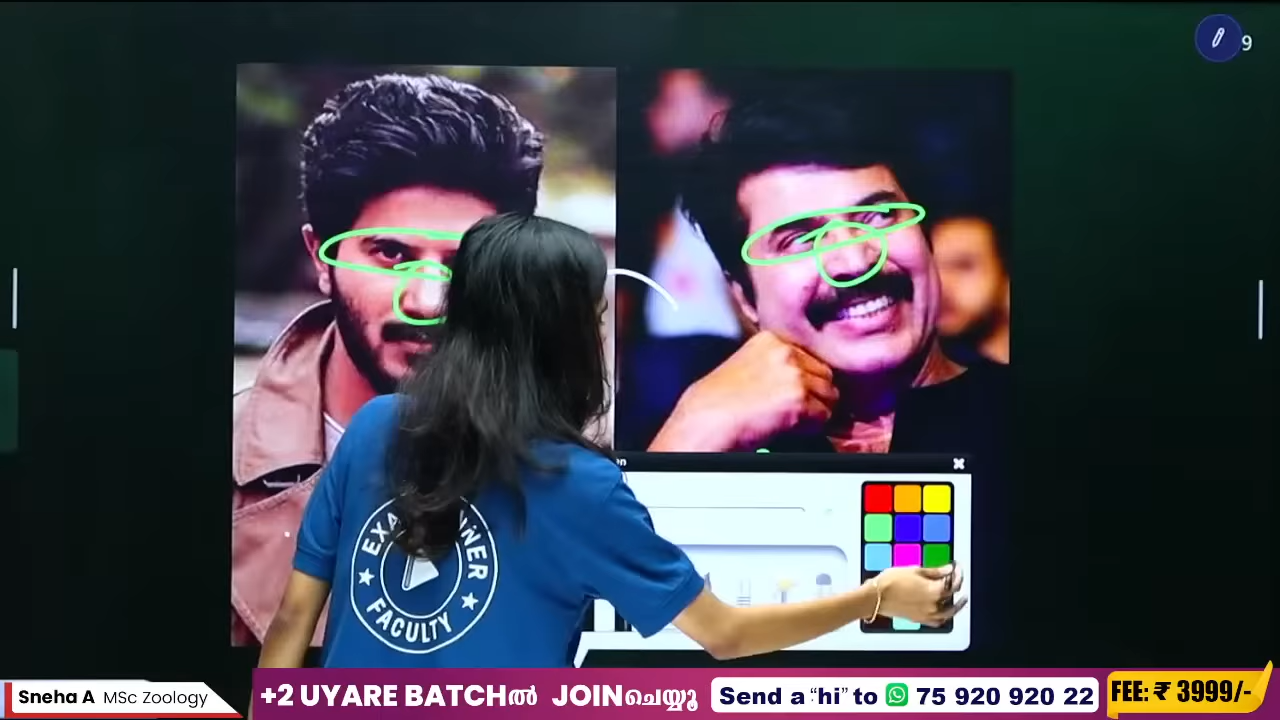 9
EXAM WINNER
FACULTY
Sneha A MSc Zoology
+2 UYARE BATCHൽ JOINചെയ്യൂ
Send a “hi” to 75 920 920 22
FEE: ₹ 3999/-